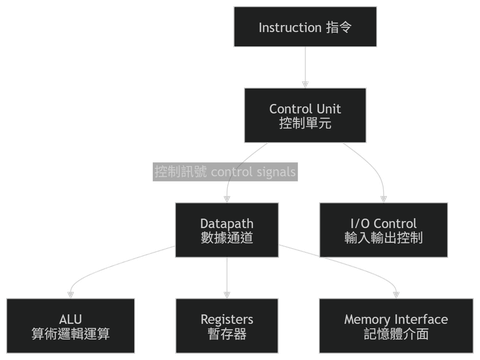 Instruction 指令
Control Unit
控制單元
控制訊號 control signals
Datapath
數據通道
I/O Control
輸入輸出控制
ALU
算術邏輯運算
Registers
暫存器
Memory Interface
記憶體介面